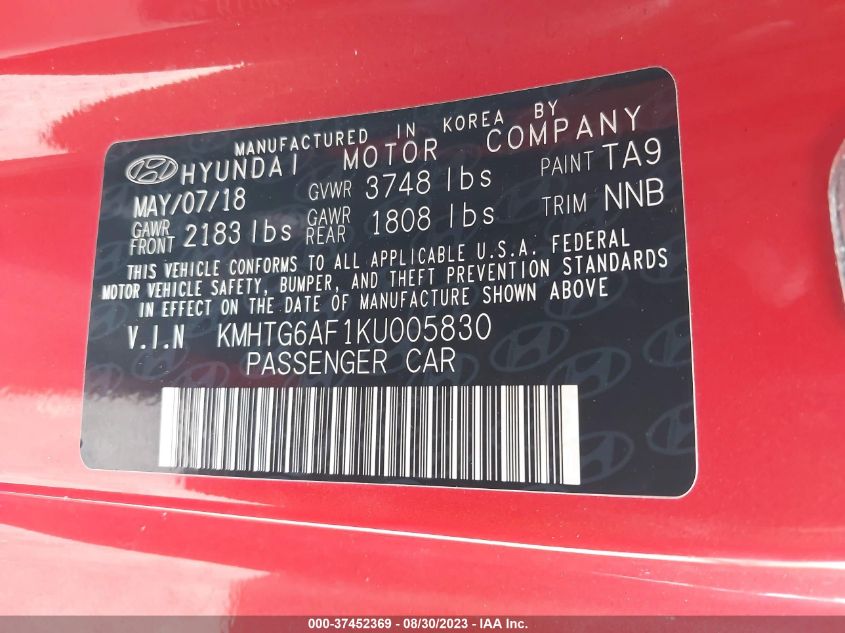 MANUFACTURED IN KOREA BY
HYUNDAI MOTOR COMPANY
MAY/07/18 GVWR 3748 lbs PAINT TA9
GAWR FRONT 2183 lbs GAWR REAR 1808 lbs TRIM NNB
THIS VEHICLE CONFORMS TO ALL APPLICABLE U.S.A. FEDERAL
MOTOR VEHICLE SAFETY, BUMPER, AND THEFT PREVENTION STANDARDS
IN EFFECT ON THE DATE OF MANUFACTURE SHOWN ABOVE
V.I.N KMHTG6AF1KU005830
PASSENGER CAR
000-37452369 - 08/30/2023 - IAA Inc.